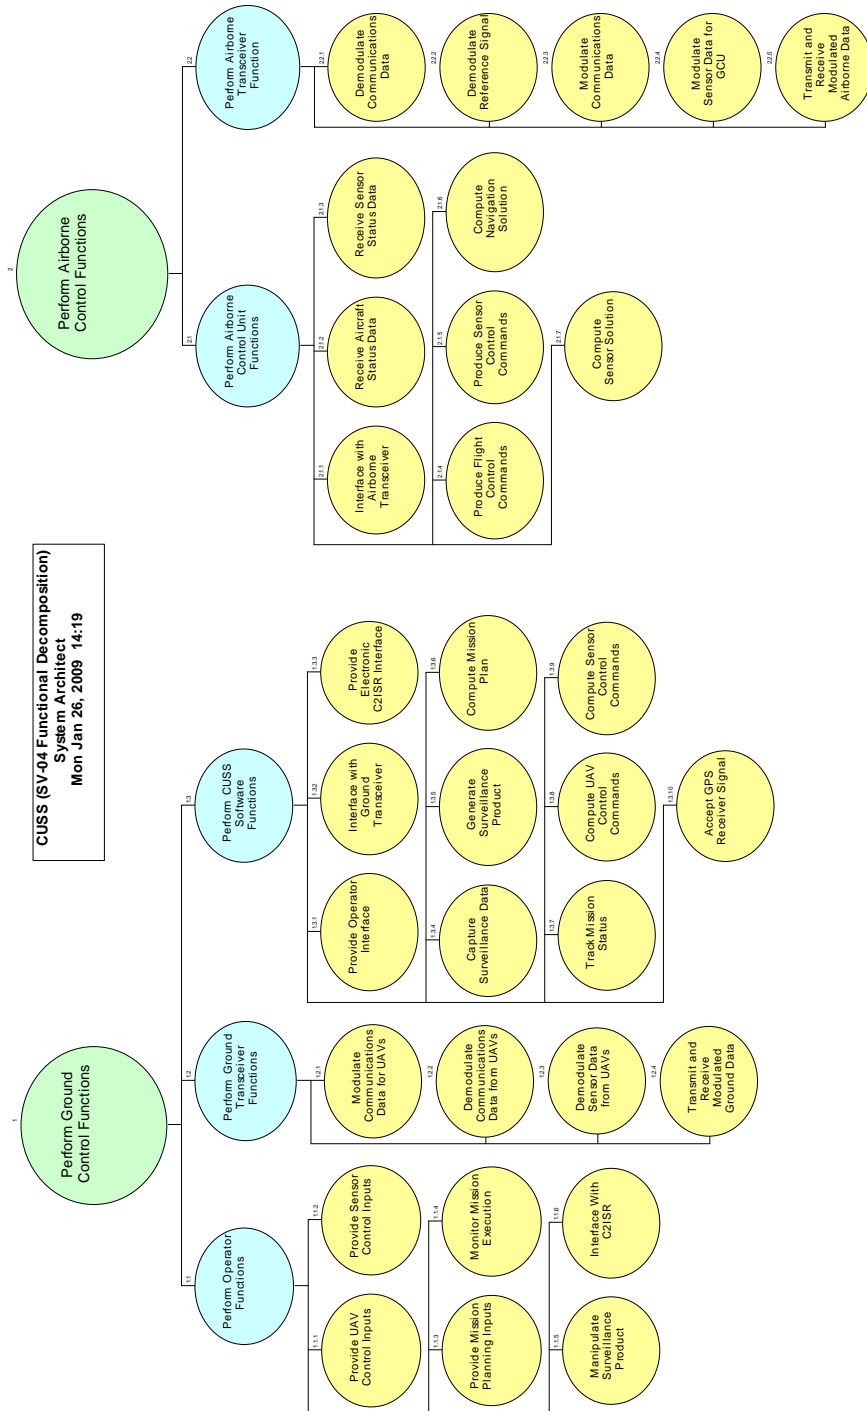 CUSS (SV-04 Functional Decomposition)
System Architect
Mon Jan 26, 2009 14:19
1
Perform Ground
Control Functions
1.1
Perform Operator
Functions
1.1.1
Provide UAV
Control Inputs
1.1.2
Provide Sensor
Control Inputs
1.1.3
Provide Mission
Planning Inputs
1.1.4
Monitor Mission
Execution
1.1.5
Manipulate
Surveillance
Product
1.1.6
Interface With
C2ISR
1.2
Perform Ground
Transceiver
Functions
1.2.1
Modulate
Communications
Data for UAVs
1.2.2
Demodulate
Communications
Data from UAVs
1.2.3
Demodulate
Sensor Data
from UAVs
1.2.4
Transmit and
Receive
Modulated
Ground Data
1.3
Perform CUSS
Software
Functions
1.3.1
Provide Operator
Interface
1.3.2
Interface with
Ground
Transceiver
1.3.3
Provide
Electronic
C2ISR Interface
1.3.4
Capture
Surveillance Data
1.3.5
Generate
Surveillance
Product
1.3.6
Compute Mission
Plan
1.3.7
Track Mission
Status
1.3.8
Compute UAV
Control
Commands
1.3.9
Compute Sensor
Control
Commands
1.3.10
Accept GPS
Receiver Signal
2
Perform Airborne
Control Functions
2.1
Perform Airborne
Control Unit
Functions
2.1.1
Interface with
Airborne
Transceiver
2.1.2
Receive Aircraft
Status Data
2.1.3
Receive Sensor
Status Data
2.1.4
Produce Flight
Control
Commands
2.1.5
Produce Sensor
Control
Commands
2.1.6
Compute
Navigation
Solution
2.1.7
Compute
Sensor Solution
2.2
Perform Airborne
Transceiver
Function
2.2.1
Demodulate
Communications
Data
2.2.2
Demodulate
Reference Signal
2.2.3
Modulate
Communications
Data
2.2.4
Modulate
Sensor Data for
GCU
2.2.5
Transmit and
Receive
Modulated
Airborne Data